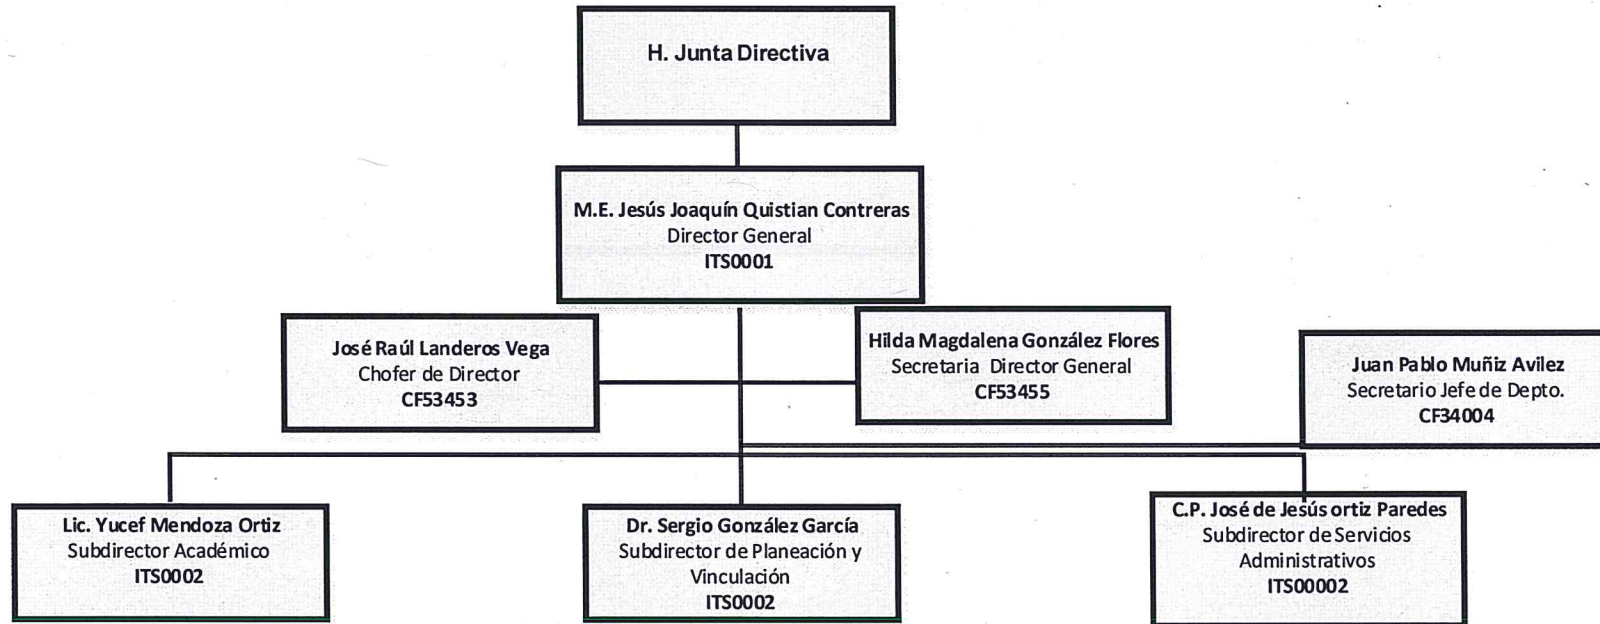 H. Junta Directiva
M.E. Jesús Joaquín Quistian Contreras
Director General
ITS0001
José Raúl Landeros Vega
Chofer de Director
CF53453
Hilda Magdalena González Flores
Secretaria Director General
CF53455
Juan Pablo Muñiz Avilez
Secretario Jefe de Depto.
CF34004
Lic. Yucef Mendoza Ortiz
Subdirector Académico
ITS0002
Dr. Sergio González García
Subdirector de Planeación y
Vinculación
ITS0002
C.P. José de Jesús ortiz Paredes
Subdirector de Servicios
Administrativos
ITS00002